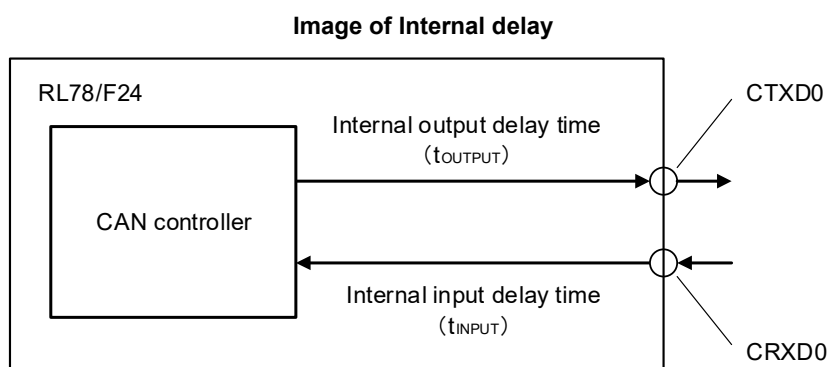 Image of Internal delay
RL78/F24
CTXD0
Internal output delay time
(tOUTPUT)
CAN controller
Internal input delay time
(tINPUT)
CRXD0